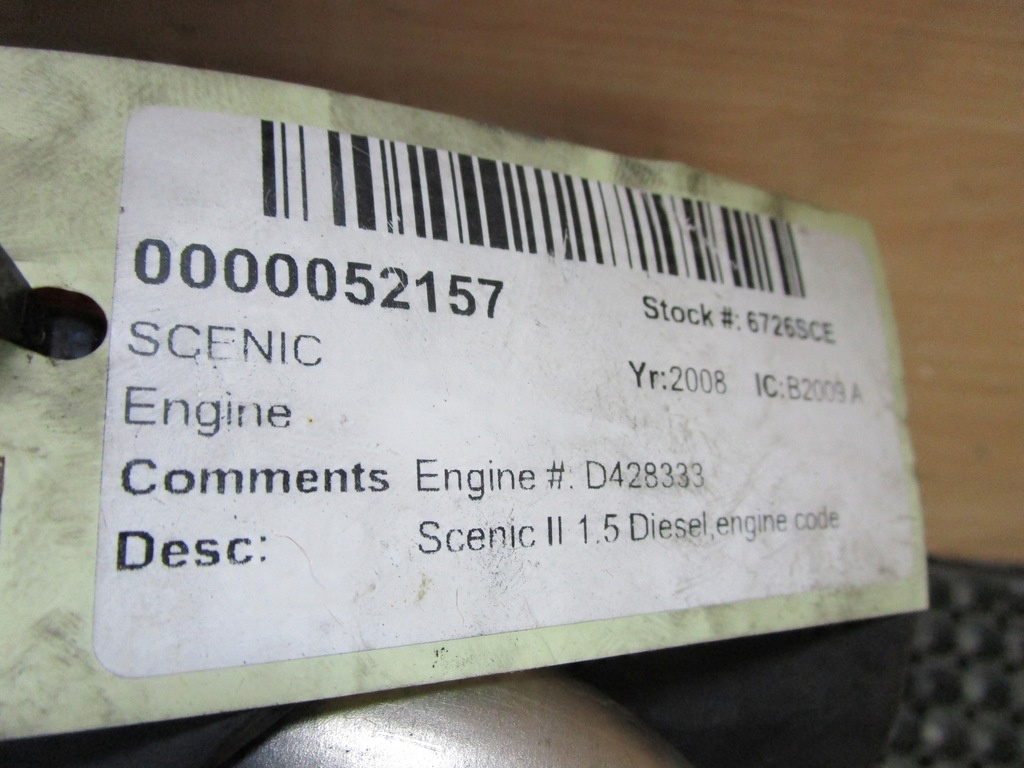 0000052157
Stock #: 6726SCE
SCENIC
Yr:2008 IC:B2009 A
Engine
Comments Engine #: D428333
Desc: Scenic II 1.5 Diesel,engine code